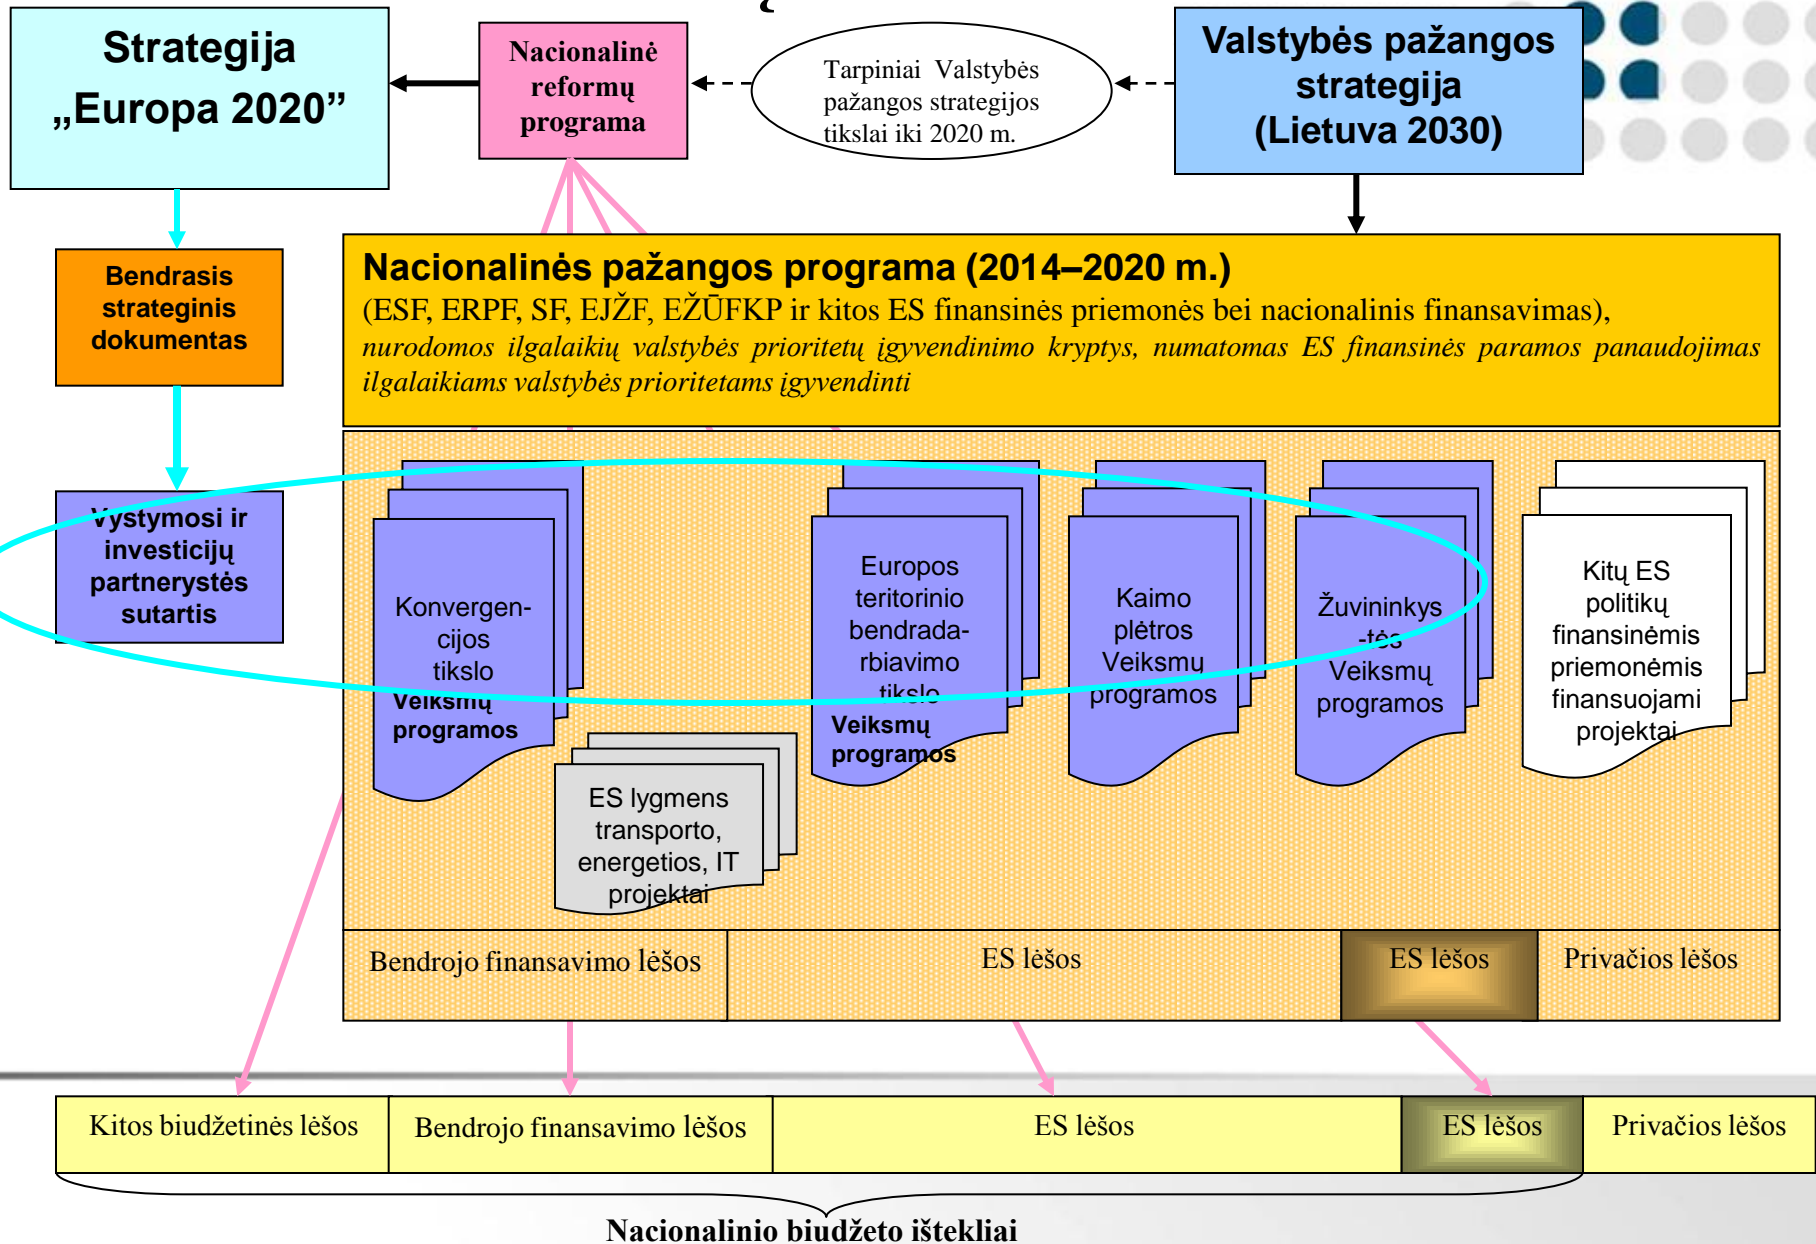 Strategija
„Europa 2020”
Nacionalinė
reformų
programa
Tarpiniai Valstybės
pažangos strategijos
tikslai iki 2020 m.
Valstybės pažangos
strategija
(Lietuva 2030)
Bendrasis
strateginis
dokumentas
Nacionalinės pažangos programa (2014–2020 m.)
(ESF, ERPF, SF, EJŽF, EŽŪFKP ir kitos ES finansinės priemonės bei nacionalinis finansavimas),
nurodomos ilgalaikių valstybės prioritetų įgyvendinimo kryptys, numatomas ES finansinės paramos panaudojimas
ilgalaikiams valstybės prioritetams įgyvendinti
Vystymosi ir
investicijų
partnerystės
sutartis
Konvergen-
cijos
tikslo
Veiksmų
programos
ES lygmens
transporto,
energetios, IT
projektai
Europos
teritorinio
bendrada-
rbiavimo
tikslo
Veiksmų
programos
Kaimo
plėtros
Veiksmų
programos
Žuvininkys
-tės
Veiksmų
programos
Kitų ES
politikų
finansinėmis
priemonėmis
finansuojami
projektai
Bendrojo finansavimo lėšos
ES lėšos
ES lėšos
Privačios lėšos
Kitos biudžetinės lėšos
Bendrojo finansavimo lėšos
ES lėšos
ES lėšos
Privačios lėšos
Nacionalinio biudžeto ištekliai